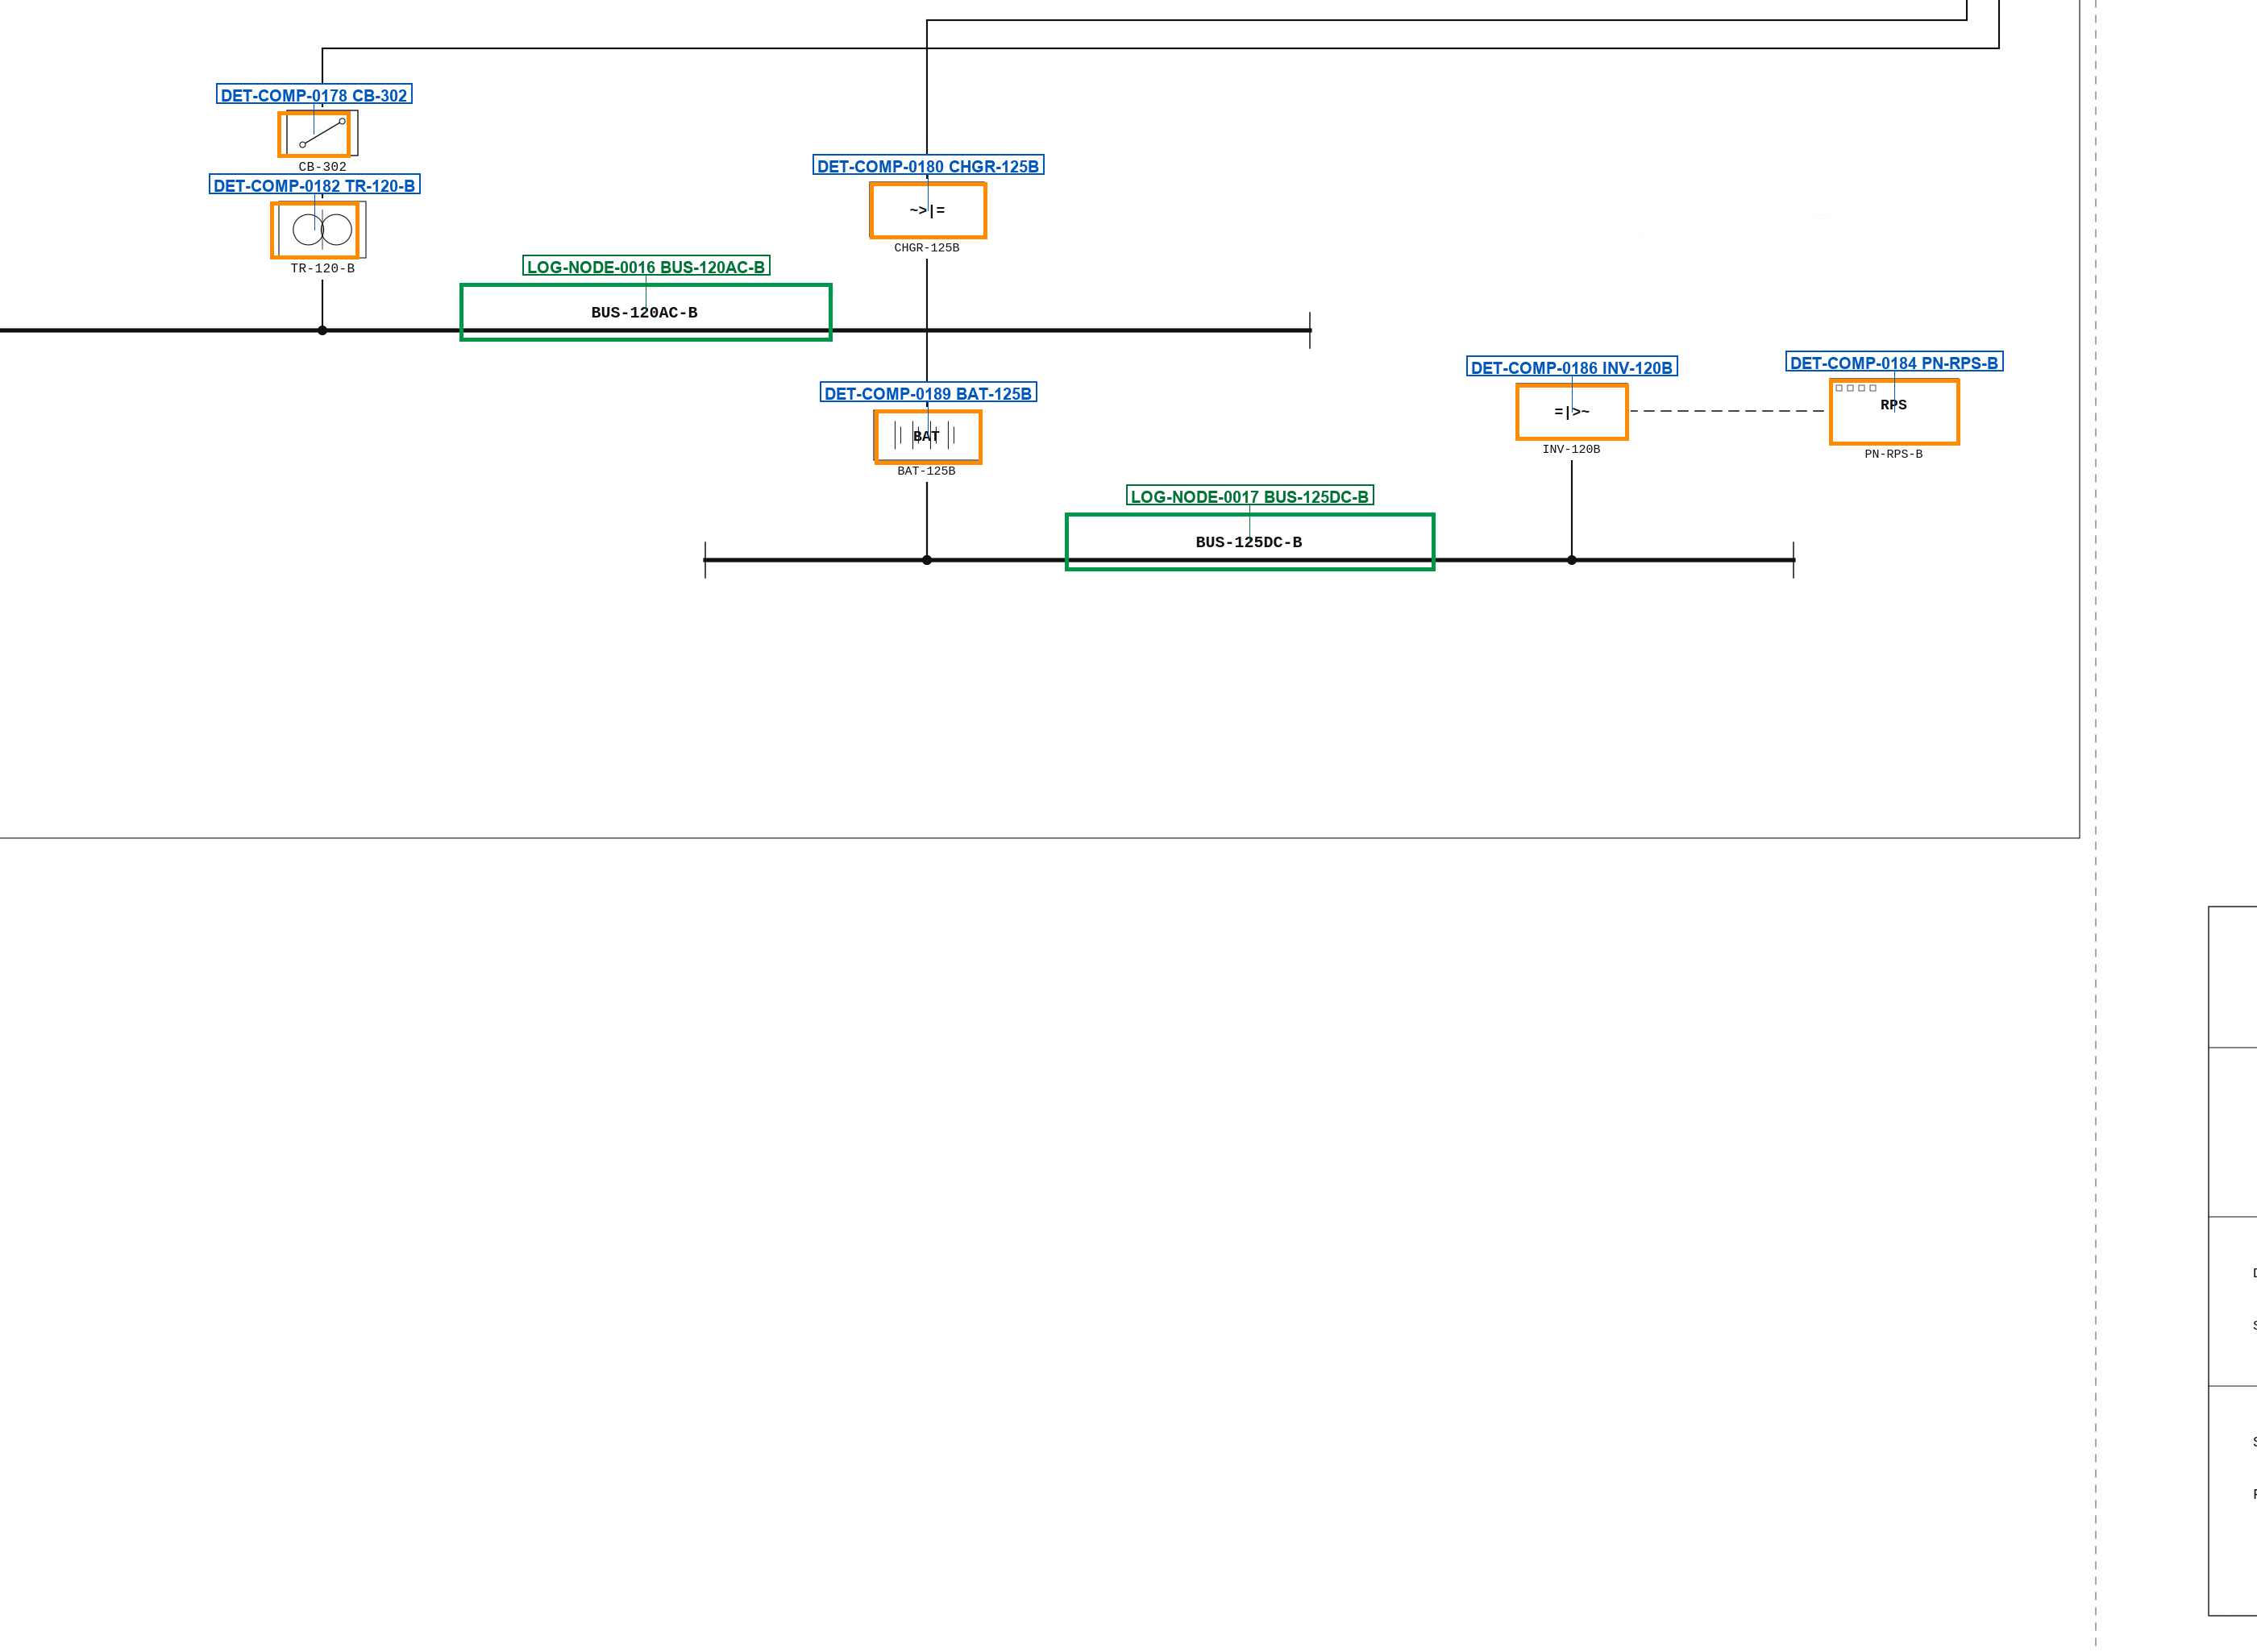 DET-COMP-0178 CB-302
CB-302
DET-COMP-0182 TR-120-B
TR-120-B
DET-COMP-0180 CHGR-125B
~>|=
CHGR-125B
LOG-NODE-0016 BUS-120AC-B
BUS-120AC-B
DET-COMP-0189 BAT-125B
BAT
BAT-125B
DET-COMP-0186 INV-120B
=|>~
INV-120B
DET-COMP-0184 PN-RPS-B
RPS
PN-RPS-B
LOG-NODE-0017 BUS-125DC-B
BUS-125DC-B